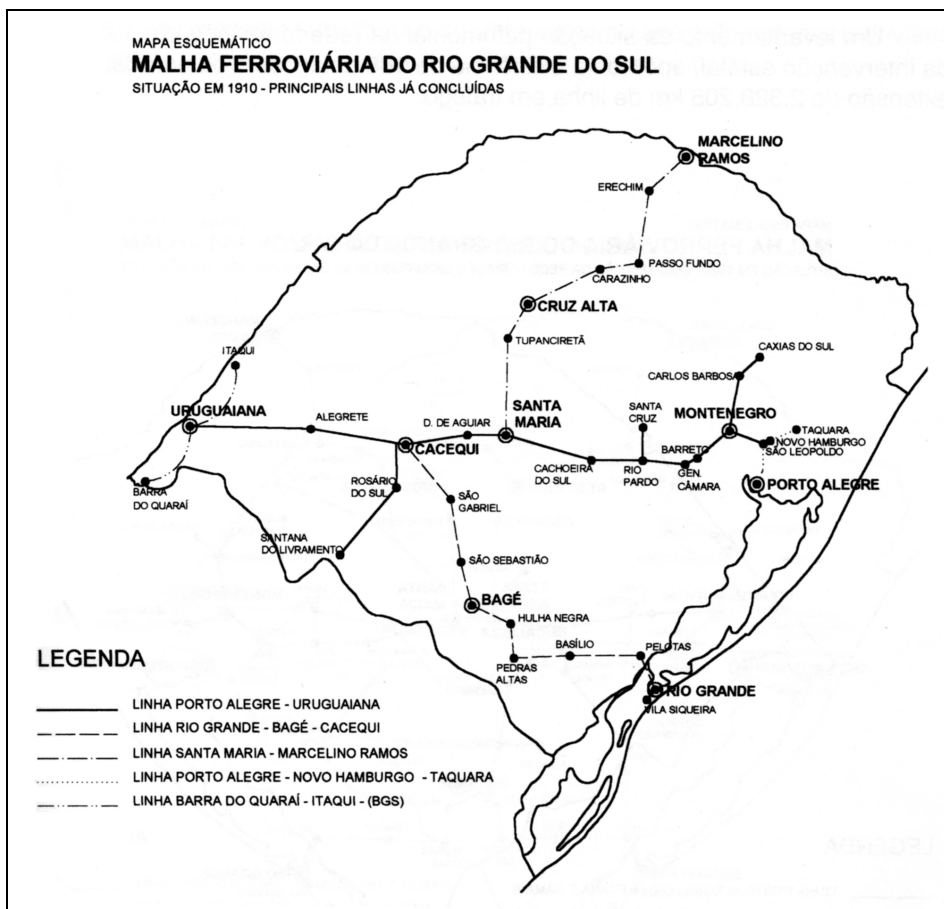 MAPA ESQUEMÁTICO
MALHA FERROVIÁRIA DO RIO GRANDE DO SUL
SITUAÇÃO EM 1910 - PRINCIPAIS LINHAS JÁ CONCLUÍDAS
MARCELINO
RAMOS
ERECHIM
PASSO FUNDO
CARAZINHO
CRUZ ALTA
TUPANCIRETÃ
ITAQUI
CAXIAS DO SUL
CARLOS BARBOSA
URUGUAIANA
ALEGRETE
D. DE AGUIAR
SANTA
MARIA
SANTA
CRUZ
MONTENEGRO
TAQUARA
NOVO HAMBURGO
SÃO LEOPOLDO
CACEQUI
BARRETO
CACHOEIRA
DO SUL
RIO
PARDO
GEN.
CÂMARA
PORTO ALEGRE
BARRA
DO QUARAÍ
ROSÁRIO
DO SUL
SÃO
GABRIEL
SANTANA
DO LIVRAMENTO
SÃO SEBASTIÃO
BAGÉ
HULHA NEGRA
BASÍLIO
PELOTAS
PEDRAS
ALTAS
RIO GRANDE
VILA SIQUEIRA
LEGENDA
LINHA PORTO ALEGRE - URUGUAIANA
LINHA RIO GRANDE - BAGÉ - CACEQUI
LINHA SANTA MARIA - MARCELINO RAMOS
LINHA PORTO ALEGRE - NOVO HAMBURGO - TAQUARA
LINHA BARRA DO QUARAÍ - ITAQUI - (BGS)